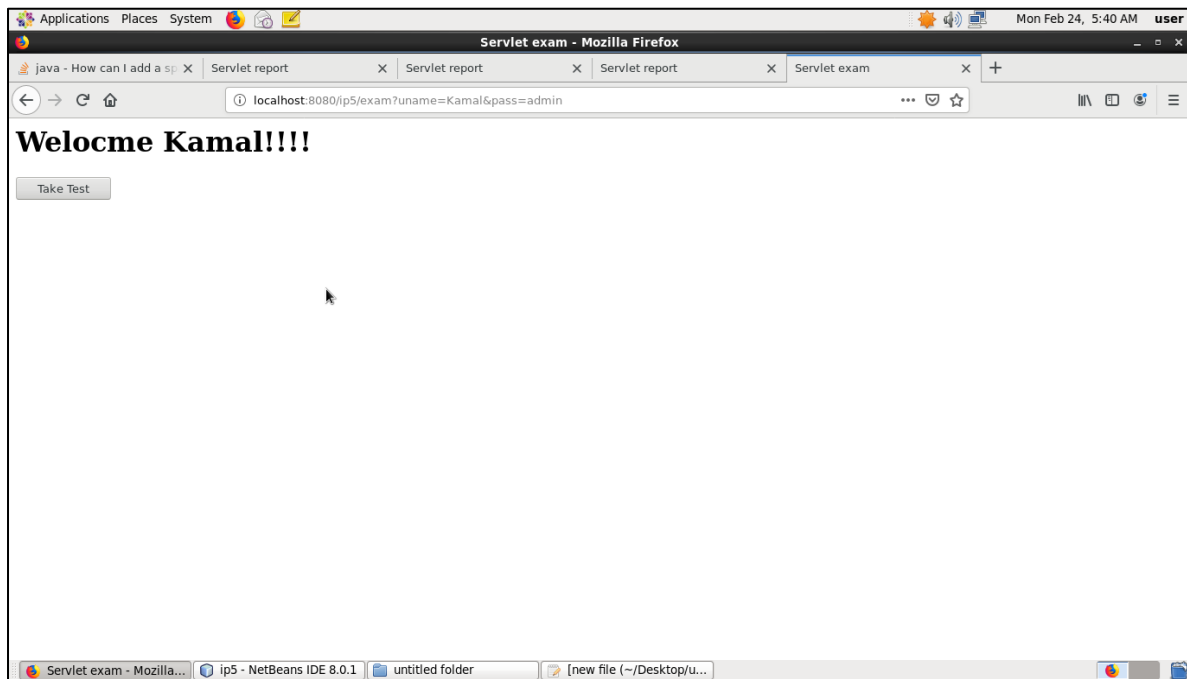 Applications Places System Mon Feb 24, 5:40 AM user
Servlet exam - Mozilla Firefox
java - How can I add a sp Servlet report Servlet report Servlet report Servlet exam
localhost:8080/ip5/exam?uname=Kamal&pass=admin
Welocme Kamal!!!!
Take Test
Servlet exam - Mozilla... ip5 - NetBeans IDE 8.0.1 untitled folder [new file (~/Desktop/u...